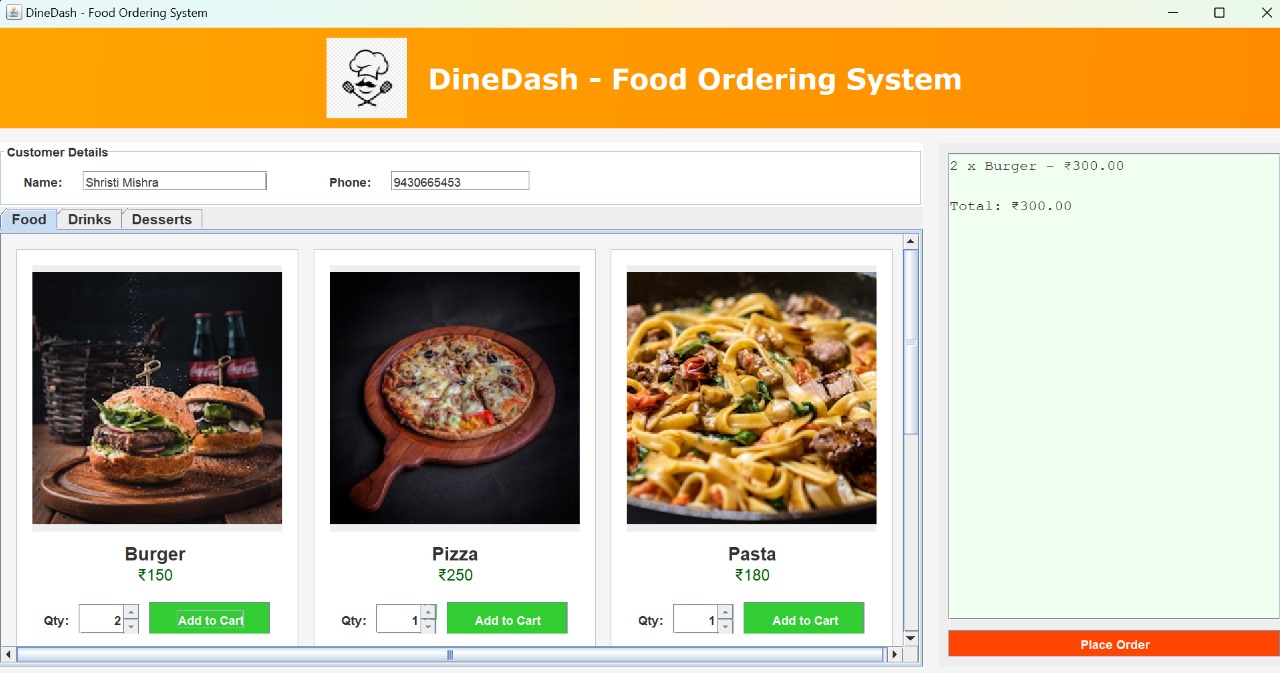 DineDash - Food Ordering System
DineDash - Food Ordering System
Customer Details
Name: Shristi Mishra Phone: 9430665453
Food Drinks Desserts
Burger
₹150
Qty: 2 Add to Cart
Pizza
₹250
Qty: 1 Add to Cart
Pasta
₹180
Qty: 1 Add to Cart
2 x Burger - ₹300.00
Total: ₹300.00
Place Order